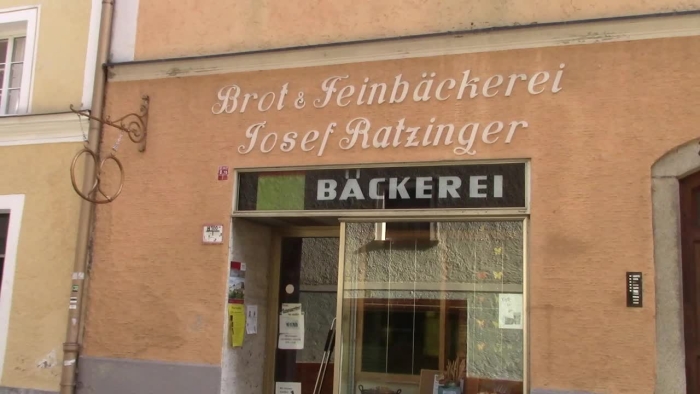 Brot & Feinbäckerei
Josef Ratzinger
BÄCKEREI